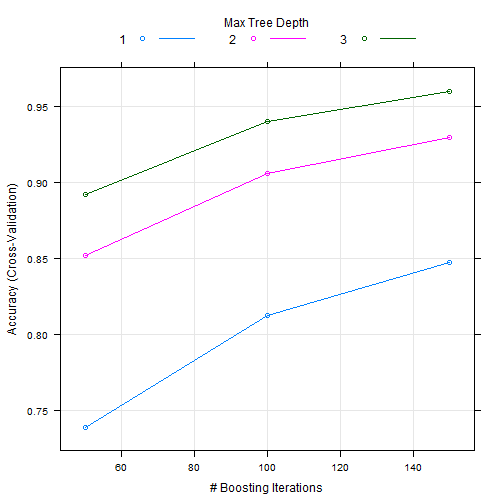 Max Tree Depth
1 2 3
0.95
0.90
0.85
0.80
0.75
Accuracy (Cross-Validation)
60 80 100 120 140
# Boosting Iterations